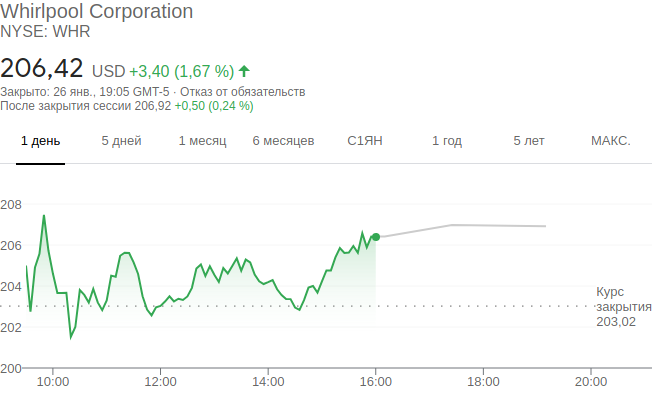 Whirlpool Corporation
NYSE: WHR
206,42 USD +3,40 (1,67 %)
Закрыто: 26 янв., 19:05 GMT-5 · Отказ от обязательств
После закрытия сессии 206,92 +0,50 (0,24 %)
1 день 5 дней 1 месяц 6 месяцев С1ЯН 1 год 5 лет МАКС.
208
206
204
202
200
Курс
закрытия
203,02
10:00 12:00 14:00 16:00 18:00 20:00